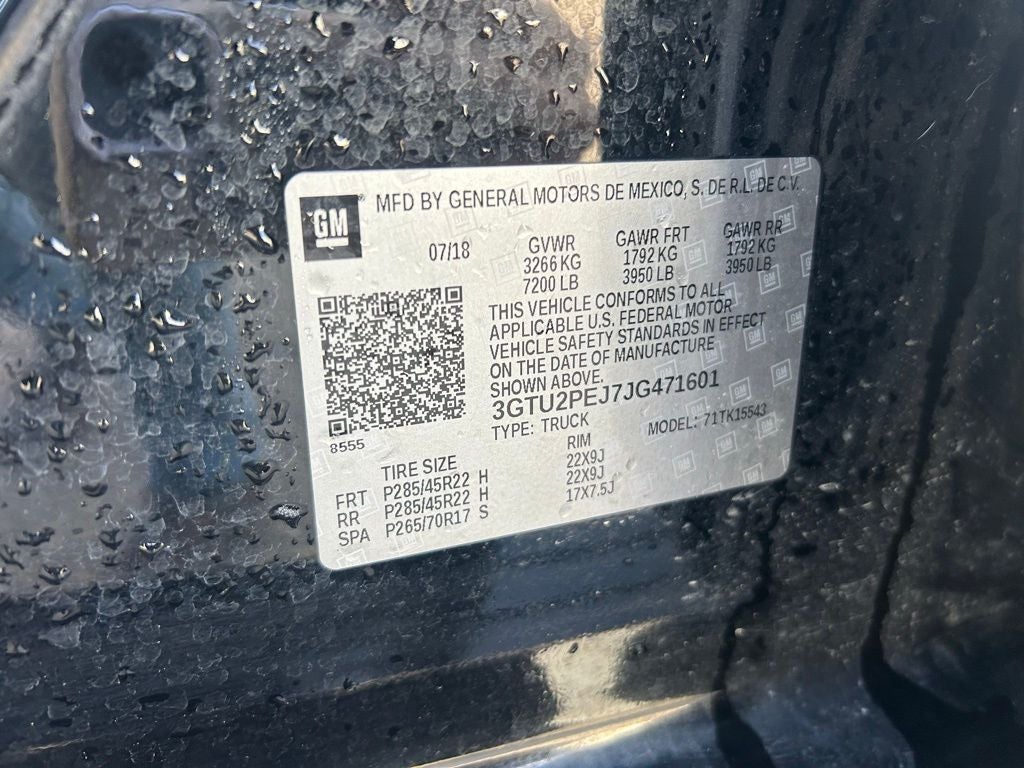 GM
MFD BY GENERAL MOTORS DE MEXICO, S. DE R.L. DE C.V.
07/18
GVWR
3266 KG
7200 LB
GAWR FRT
1792 KG
3950 LB
GAWR RR
1792 KG
3950 LB
THIS VEHICLE CONFORMS TO ALL
APPLICABLE U.S. FEDERAL MOTOR
VEHICLE SAFETY STANDARDS IN EFFECT
ON THE DATE OF MANUFACTURE
SHOWN ABOVE.
3GTU2PEJ7JG471601
TYPE: TRUCK MODEL: 71TK15543
8555
TIRE SIZE RIM
FRT P285/45R22 H 22X9J
RR P285/45R22 H 22X9J
SPA P265/70R17 S 17X7.5J